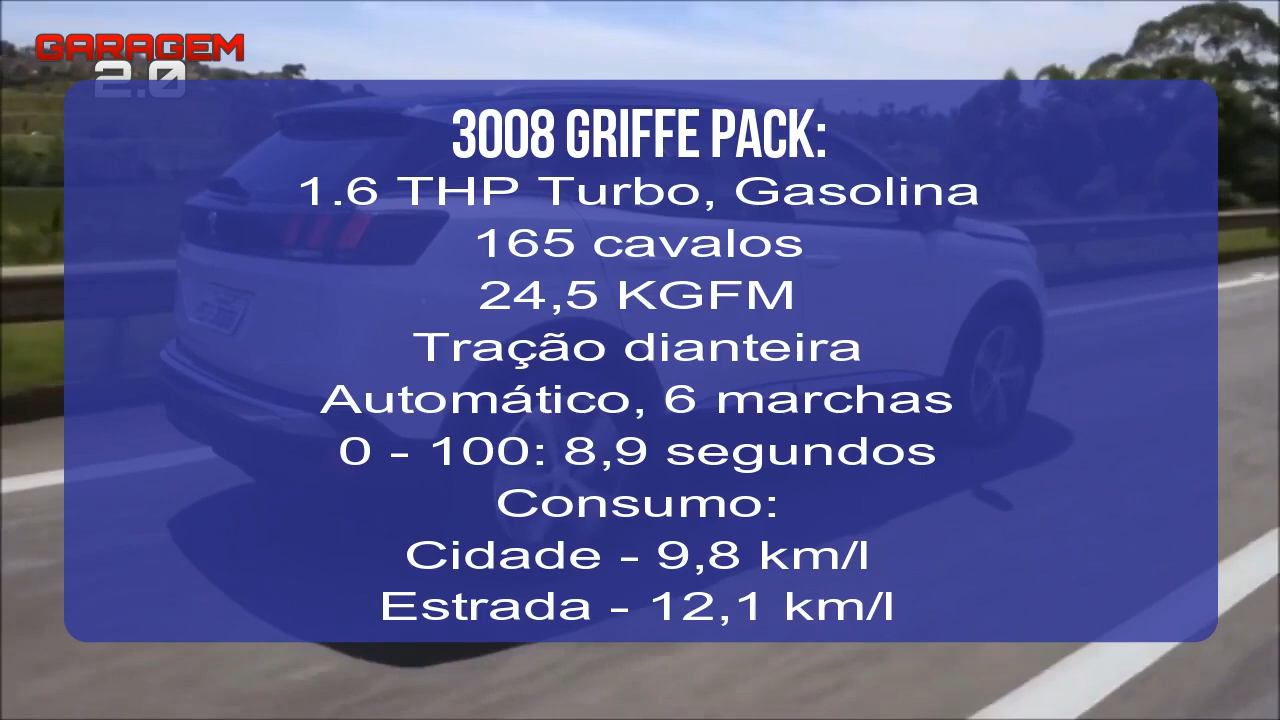 GARAGEM
2.0
3008 GRIFFE PACK:
1.6 THP Turbo, Gasolina
165 cavalos
24,5 KGFM
Tração dianteira
Automático, 6 marchas
0 - 100: 8,9 segundos
Consumo:
Cidade - 9,8 km/l
Estrada - 12,1 km/l